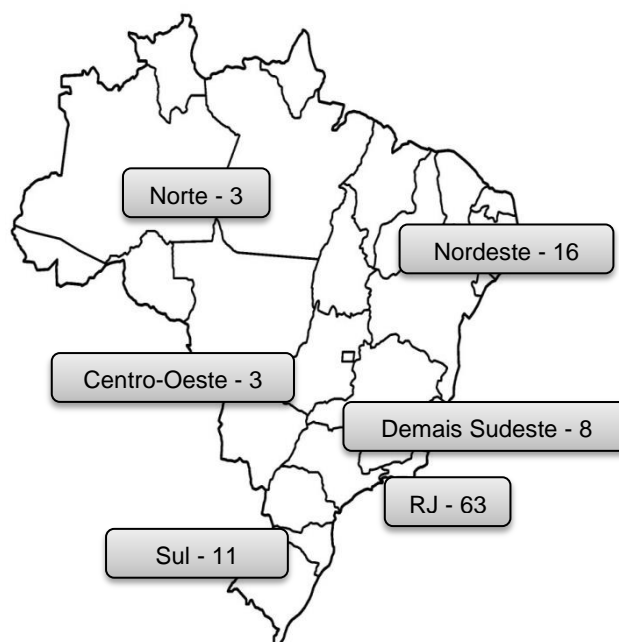 Norte - 3
Nordeste - 16
Centro-Oeste - 3
Demais Sudeste - 8
RJ - 63
Sul - 11